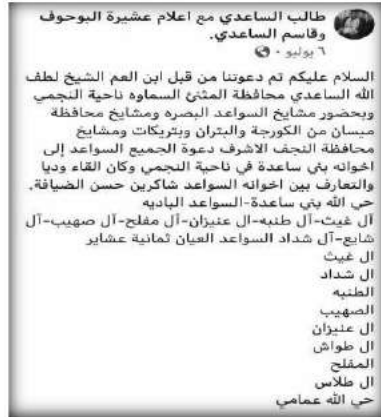 طالب الساعدي مع اعلام عشيرة البوحوف
وقاسم الساعدي.
٦ يوليو ·
السلام عليكم تم دعوتنا من قبل ابن العم الشيخ لطف
الله الساعدي محافظة المثنئ السماوه ناحية النجمي
وبحضور مشايخ السواعد البصره ومشايخ محافظة
ميسان من الكورجة والبتران وبتريكات ومشايخ
محافظة النجف الاشرف دعوة الجميع السواعد إلى
اخوانه بني ساعدة في ناحية النجمي وكان القاء وديا
والتعارف بين اخوانه السواعد شاكرين حسن الضيافة.
حي الله بني ساعدة-السواعد الباديه
آل غيث-آل طنبه-ال عنيزان-آل مفلح-آل صهيب-آل
شايع-آل شداد السواعد العيان ثمانية عشاير
ال غيث
ال شداد
الطنبه
الصهيب
ال عنيزان
ال طواش
المفلح
ال طلاس
حي الله عمامي